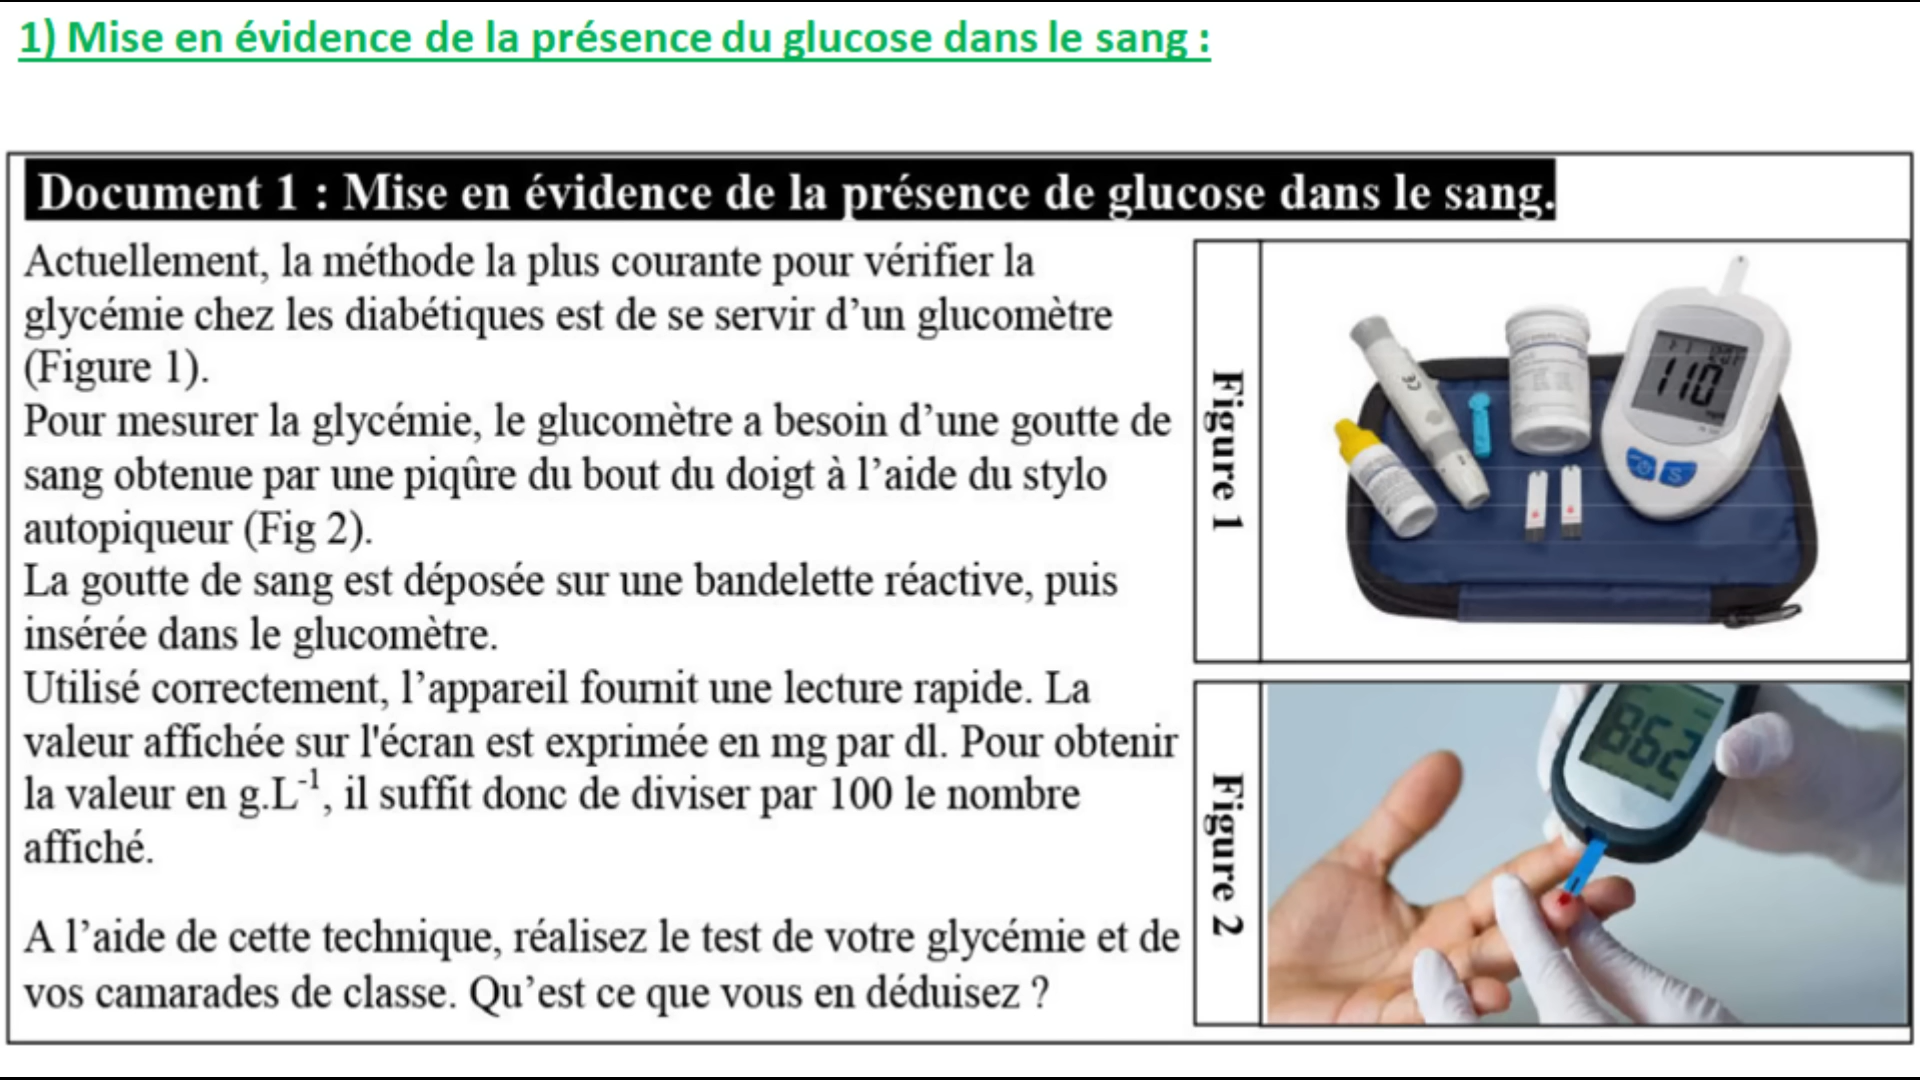 1) Mise en évidence de la présence du glucose dans le sang :
Document 1 : Mise en évidence de la présence de glucose dans le sang.
Actuellement, la méthode la plus courante pour vérifier la
glycémie chez les diabétiques est de se servir d’un glucomètre
(Figure 1).
Pour mesurer la glycémie, le glucomètre a besoin d’une goutte de
sang obtenue par une piqûre du bout du doigt à l’aide du stylo
autopiqueur (Fig 2).
La goutte de sang est déposée sur une bandelette réactive, puis
insérée dans le glucomètre.
Utilisé correctement, l’appareil fournit une lecture rapide. La
valeur affichée sur l'écran est exprimée en mg par dl. Pour obtenir
la valeur en g.L⁻¹, il suffit donc de diviser par 100 le nombre
affiché.
A l’aide de cette technique, réalisez le test de votre glycémie et de
vos camarades de classe. Qu’est ce que vous en déduisez ?
Figure 1
110
S
Figure 2
862